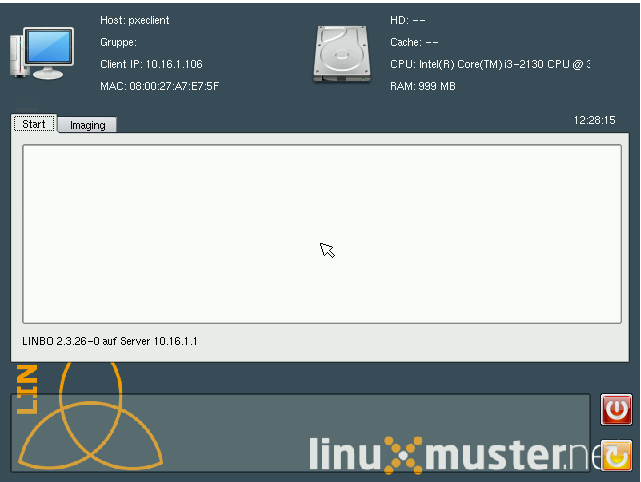 Host: pxeclient
HD: --
Gruppe:
Cache: --
Client IP: 10.16.1.106
CPU: Intel(R) Core(TM) i3-2130 CPU @
MAC: 08:00:27:A7:E7:5F
RAM: 999 MB
Start
Imaging
12:28:15
LINBO 2.3.26-0 auf Server 10.16.1.1
LIN
linuxmuster.ne